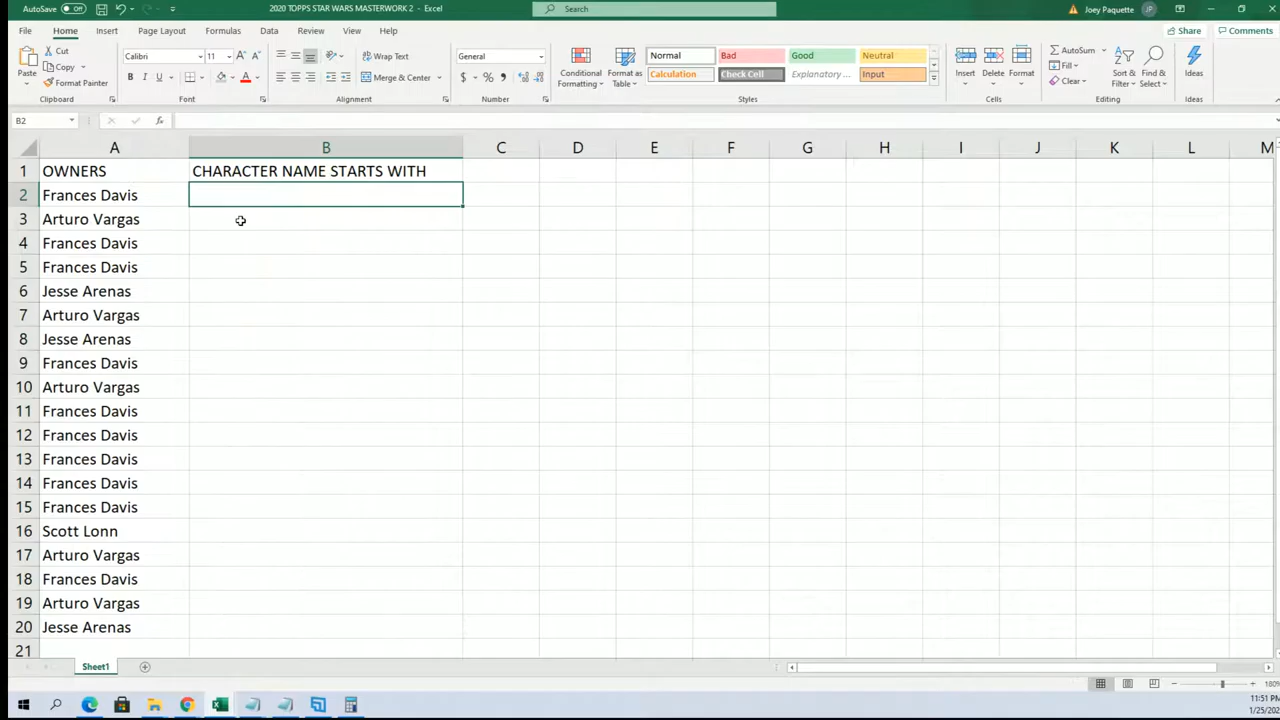 AutoSave Off 2020 TOPPS STAR WARS MASTERWORK 2 - Excel Search Joey Paquette JP
File Home Insert Page Layout Formulas Data Review View Help Share Comments
Paste Cut Copy Format Painter Clipboard
Calibri 11 B I U A Font
Wrap Text Merge & Center Alignment
General $ % Number
Conditional Formatting Format as Table Normal Bad Good Neutral
Calculation Check Cell Explanary ... Input Styles
Insert Delete Format Cells
AutoSum Fill Clear Sort & Filter Find & Select Editing
Ideas Ideas
B2 fx
A B C D E F G H I J K L M
1 OWNERS CHARACTER NAME STARTS WITH
2 Frances Davis
3 Arturo Vargas
4 Frances Davis
5 Frances Davis
6 Jesse Arenas
7 Arturo Vargas
8 Jesse Arenas
9 Frances Davis
10 Arturo Vargas
11 Frances Davis
12 Frances Davis
13 Frances Davis
14 Frances Davis
15 Frances Davis
16 Scott Lonn
17 Arturo Vargas
18 Frances Davis
19 Arturo Vargas
20 Jesse Arenas
21
Sheet1
180%
11:51 PM
1/25/202